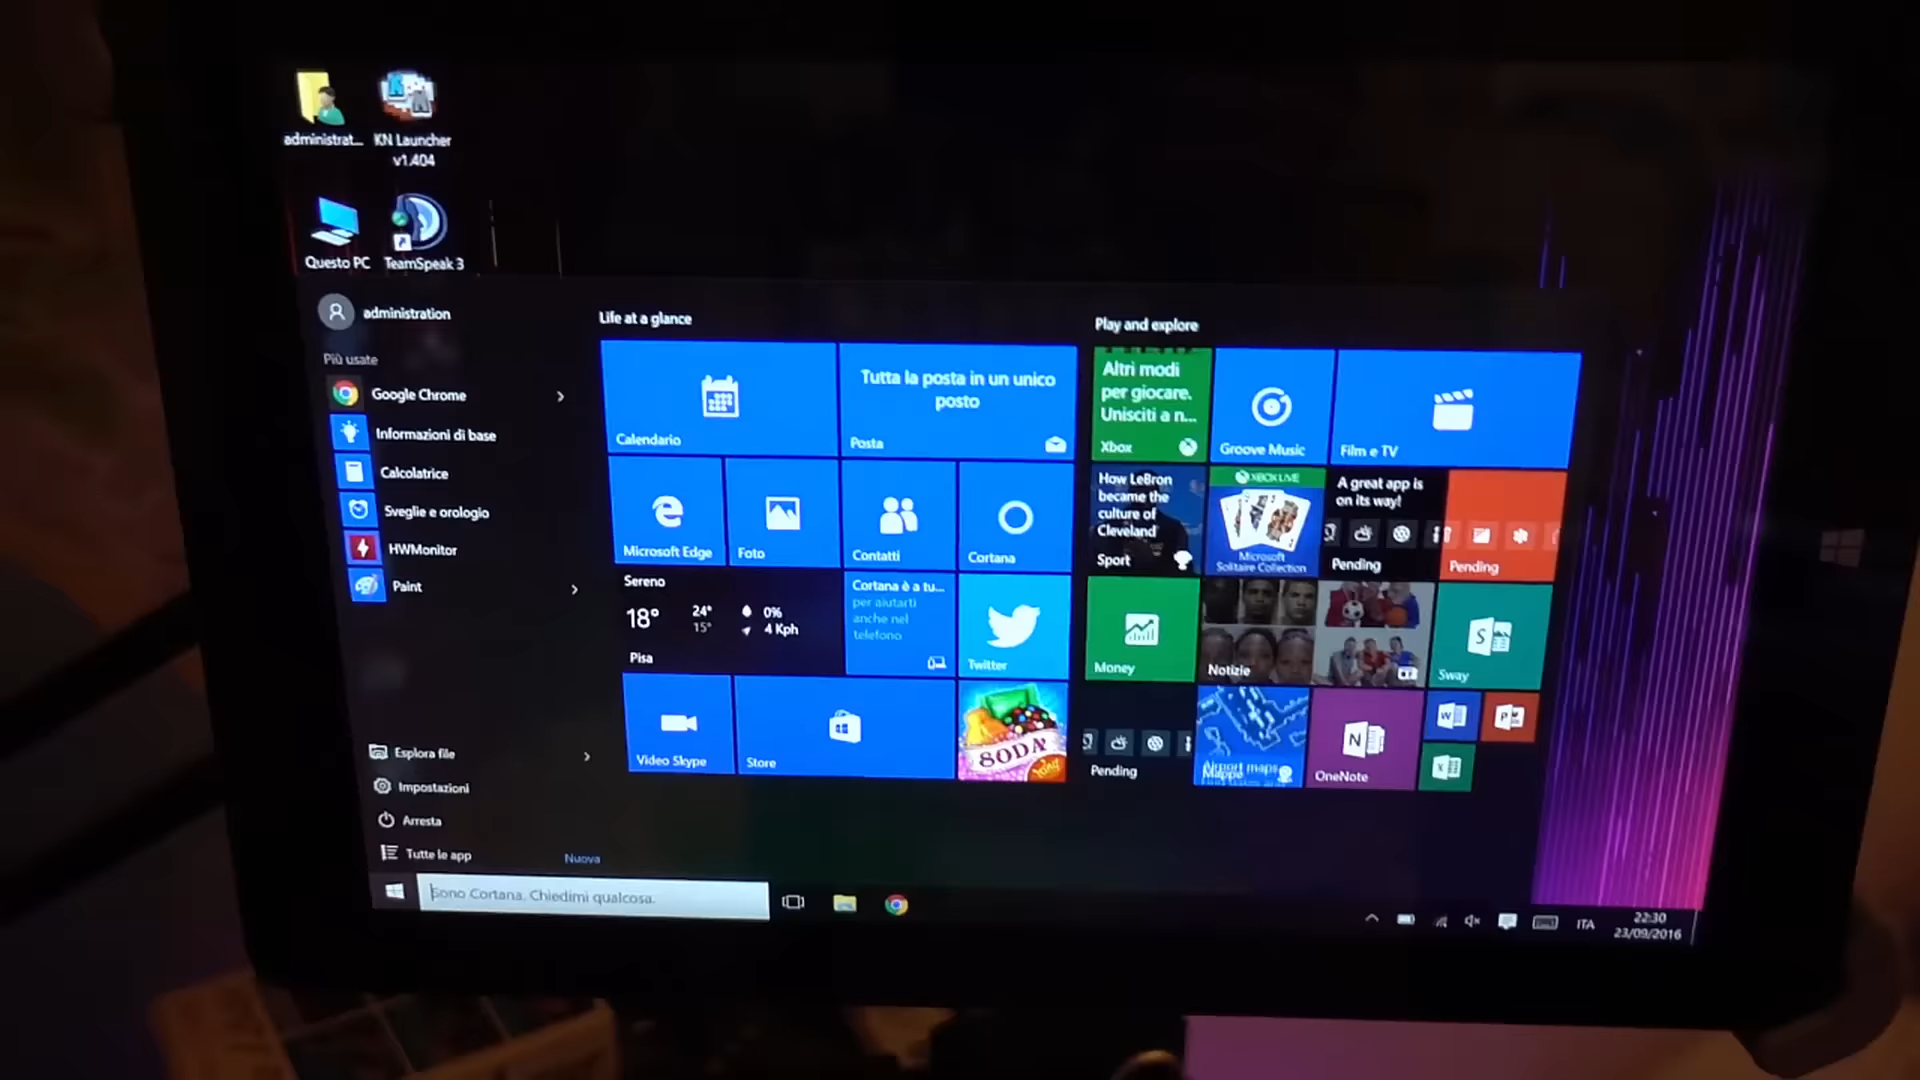 administrat...
KN Launcher
v1.404
Questo PC
TeamSpeak 3
administration
Più usate
Google Chrome
Informazioni di base
Calcolatrice
Sveglie e orologio
HWMonitor
Paint
Esplora file
Impostazioni
Arresta
Tutte le app
Nuova
Life at a glance
Calendario
Tutta la posta in un unico
posto
Posta
Microsoft Edge
Foto
Contatti
Cortana
Sereno
18°
24°
15°
0%
4 Kph
Pisa
Cortana è a tu...
per aiutarti
anche nel
telefono
Twitter
Video Skype
Store
SODA
Play and explore
Altri modi
per giocare.
Unisciti a n...
Xbox
Groove Music
Film e TV
How LeBron
became the
culture of
Cleveland
Sport
XBOX LIVE
Microsoft
Solitaire Collection
A great app is
on its way!
Pending
Pending
Money
Notizie
Sway
Pending
Airport maps
Mappe
OneNote
Sono Cortana. Chiedimi qualcosa.
ITA
22:30
23/09/2016